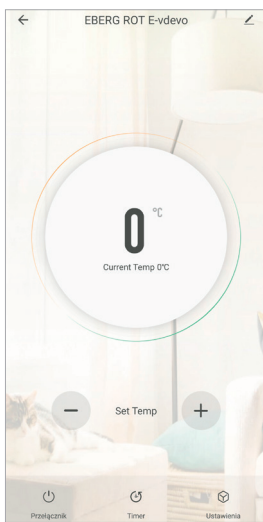 EBERG ROT E-vdevo
0 °C
Current Temp 0°C
Set Temp
Przełącznik Timer Ustawienia